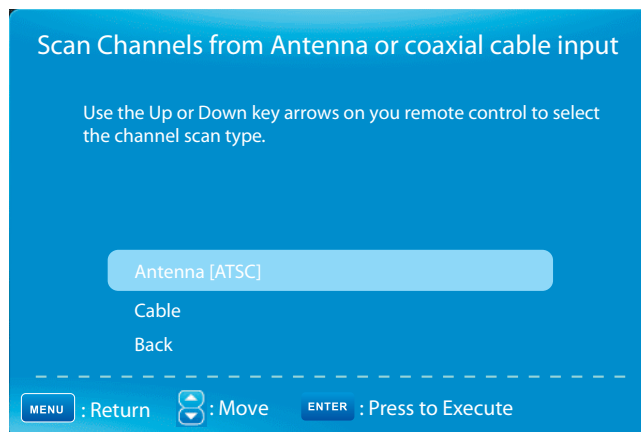 Scan Channels from Antenna or coaxial cable input
Use the Up or Down key arrows on you remote control to select
the channel scan type.
Antenna [ATSC]
Cable
Back
MENU : Return : Move ENTER : Press to Execute